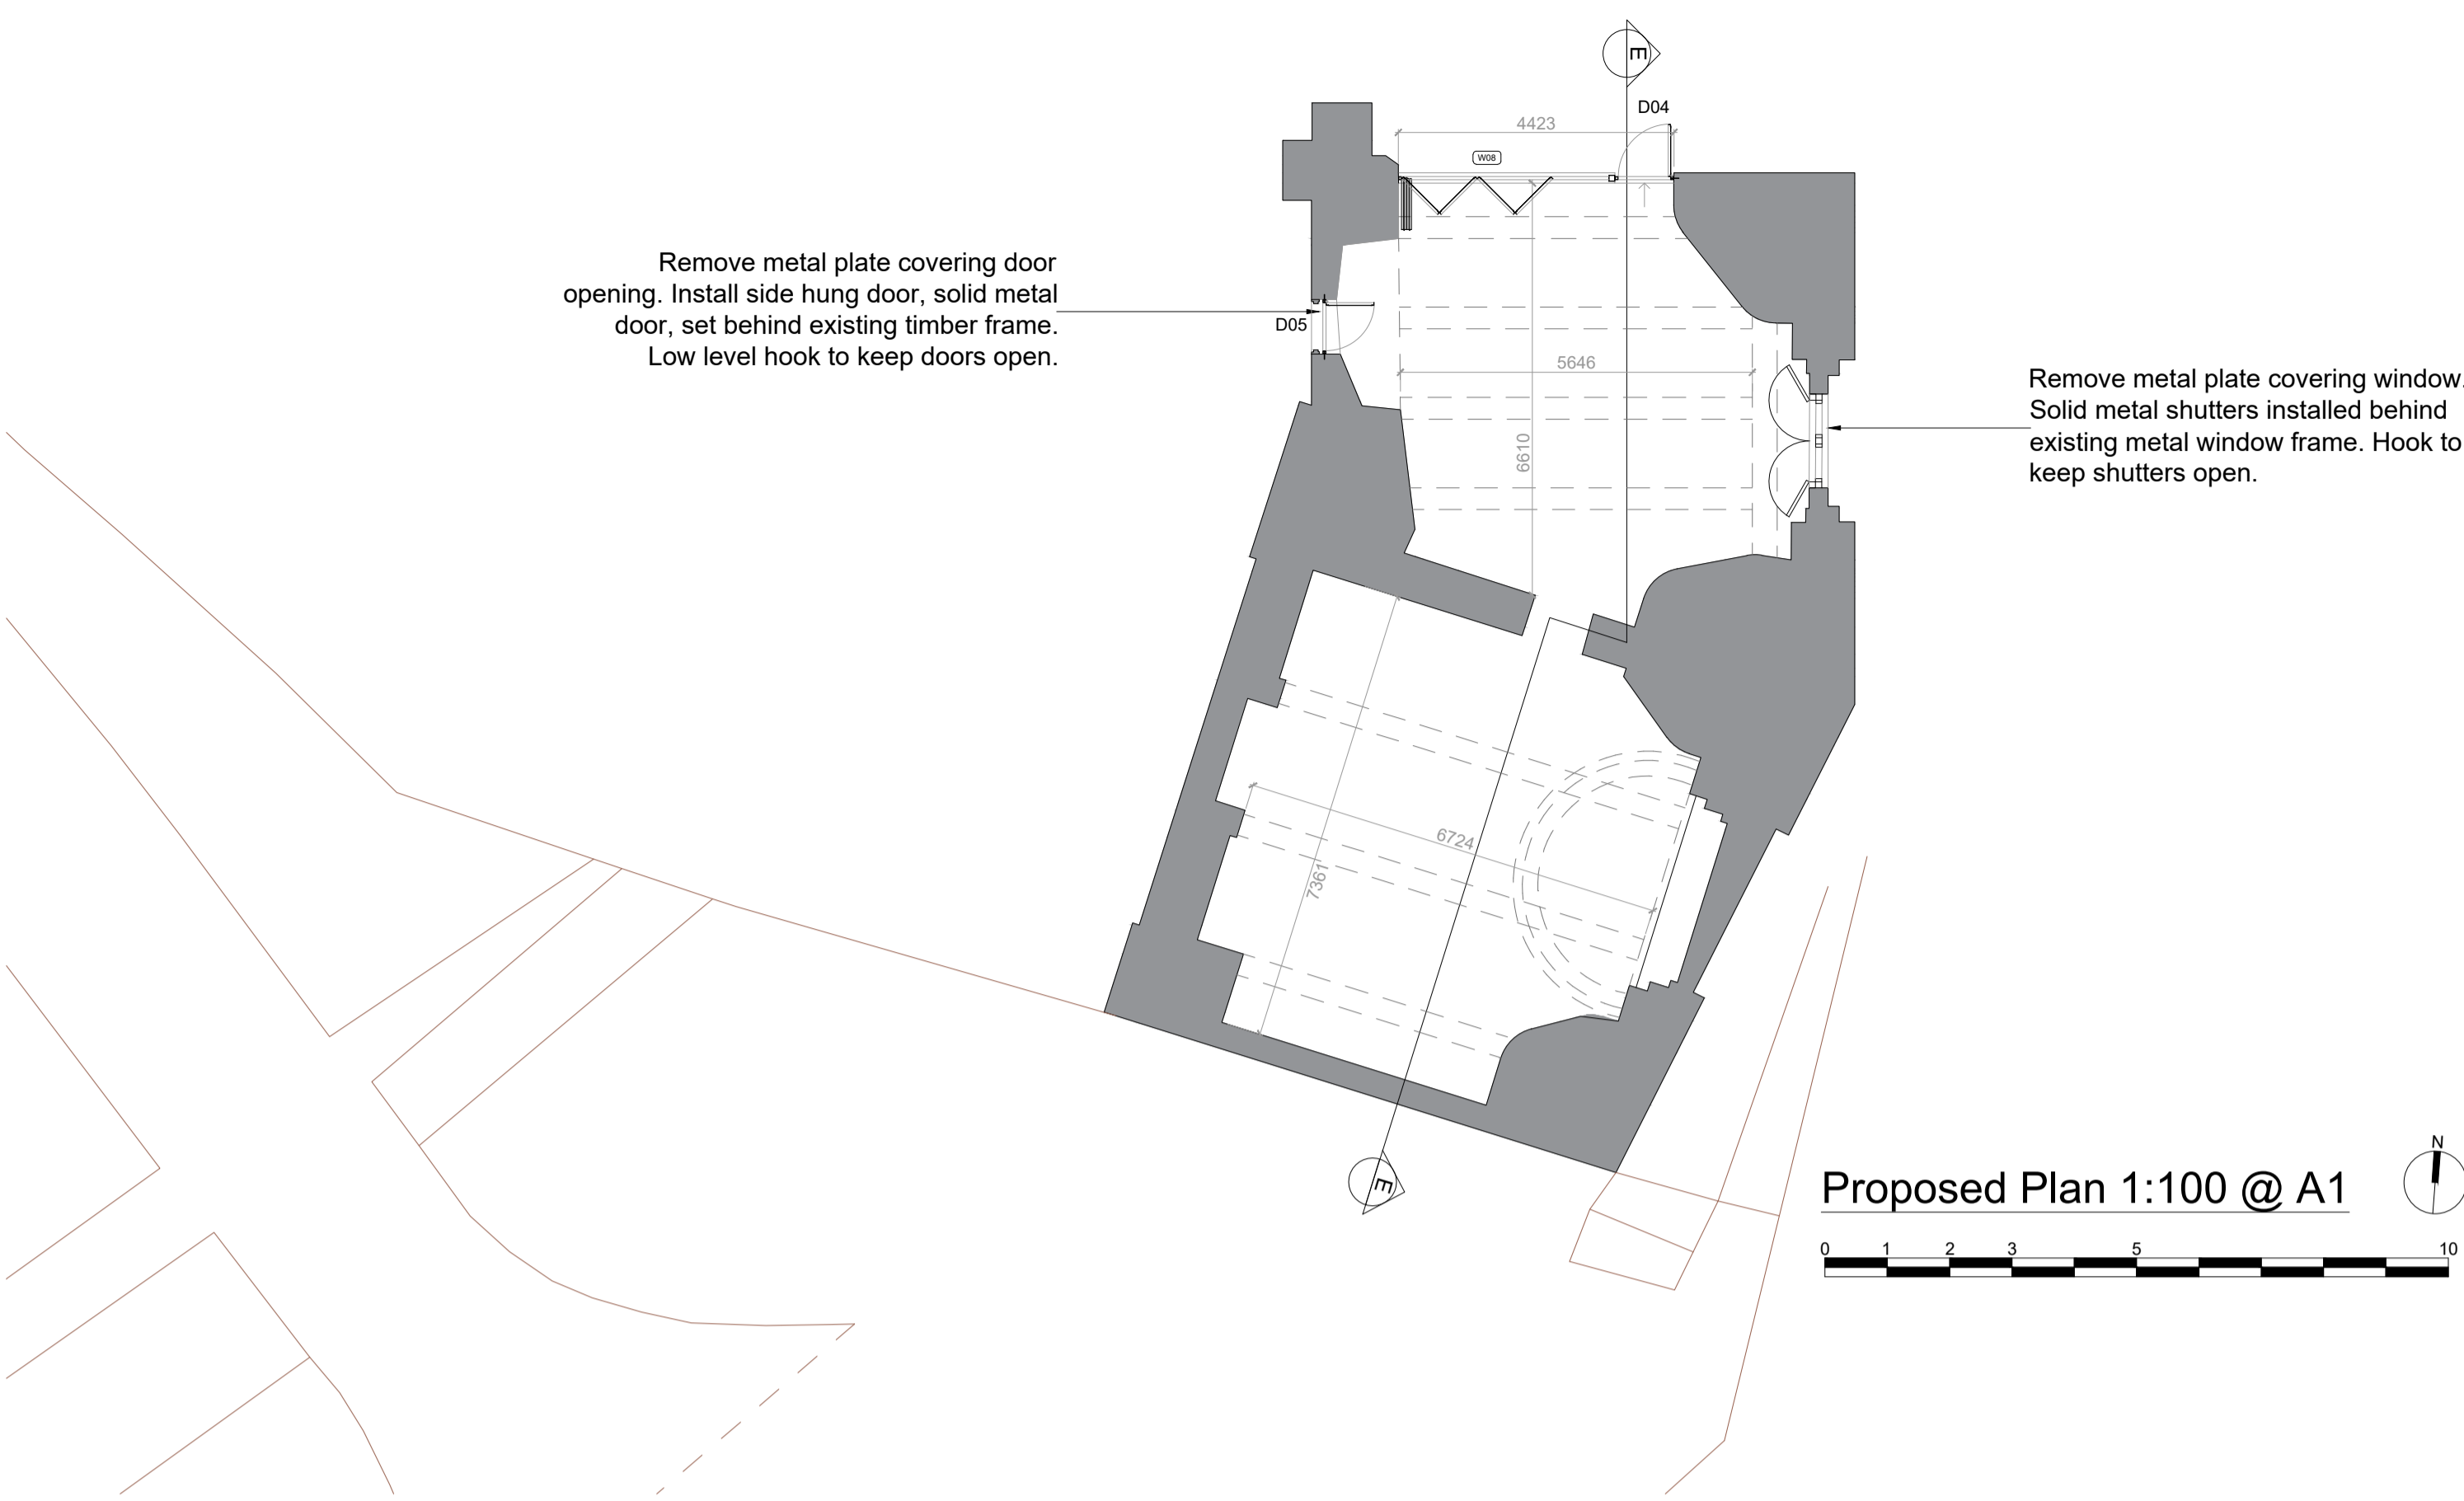 E
D04
4423
W08
Remove metal plate covering door
opening. Install side hung door, solid metal
door, set behind existing timber frame.
Low level hook to keep doors open.
D05
5646
6610
Remove metal plate covering window.
Solid metal shutters installed behind
existing metal window frame. Hook to
keep shutters open.
6724
7361
E
N
Proposed Plan 1:100 @ A1
0 1 2 3 5 10